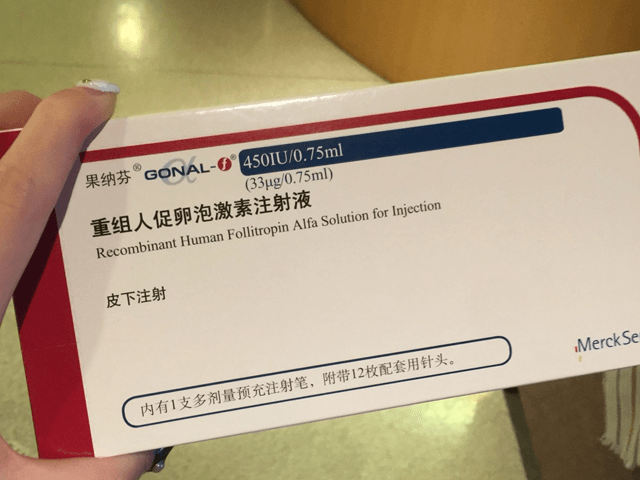 果纳芬® GONAL-f® 450IU/0.75ml
(33μg/0.75ml)
重组人促卵泡激素注射液
Recombinant Human Follitropin Alfa Solution for Injection
皮下注射
MerckSe
内有1支多剂量预充注射笔，附带12枚配套用针头。